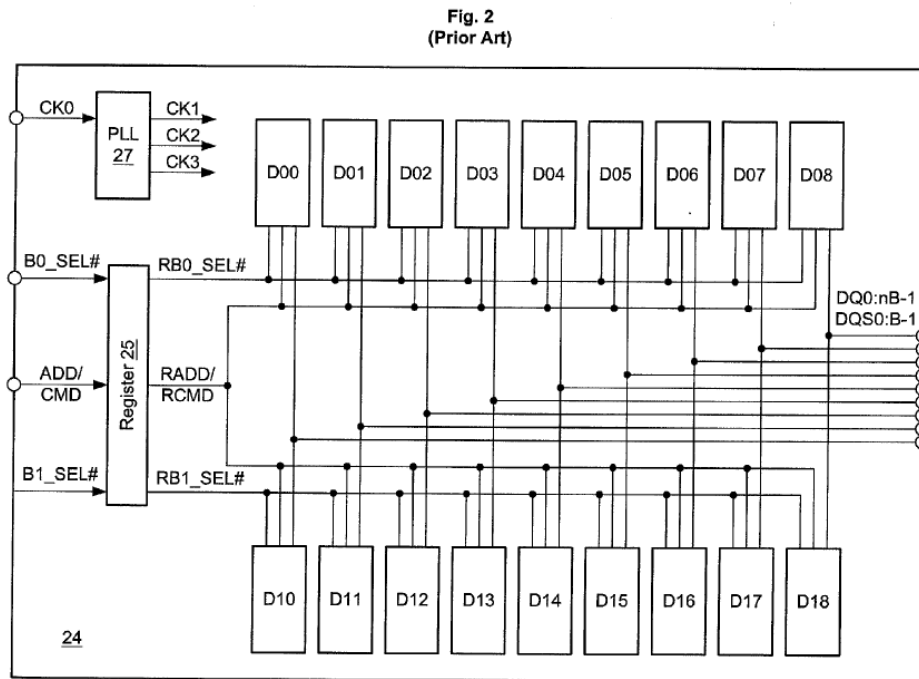 Fig. 2
(Prior Art)
CK0
PLL
27
CK1
CK2
CK3
D00
D01
D02
D03
D04
D05
D06
D07
D08
B0_SEL#
RB0_SEL#
DQ0:nB-1
DQS0:B-1
ADD/
CMD
Register 25
RADD/
RCMD
B1_SEL#
RB1_SEL#
D10
D11
D12
D13
D14
D15
D16
D17
D18
24